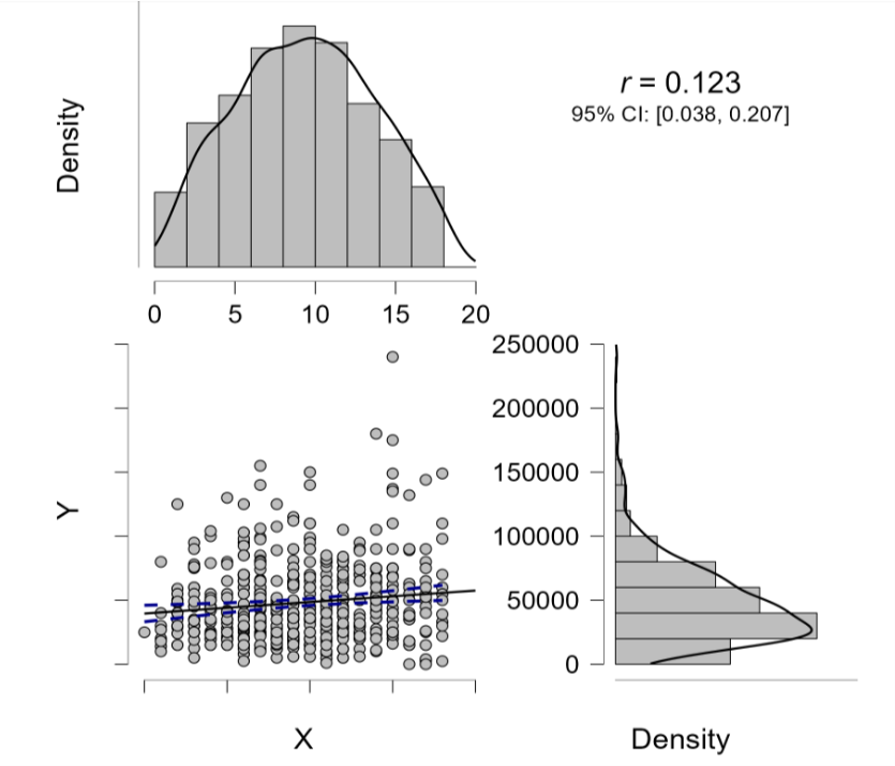 Density
r = 0.123
95% CI: [0.038, 0.207]
0 5 10 15 20
250000
200000
150000
100000
50000
0
Y
X
Density